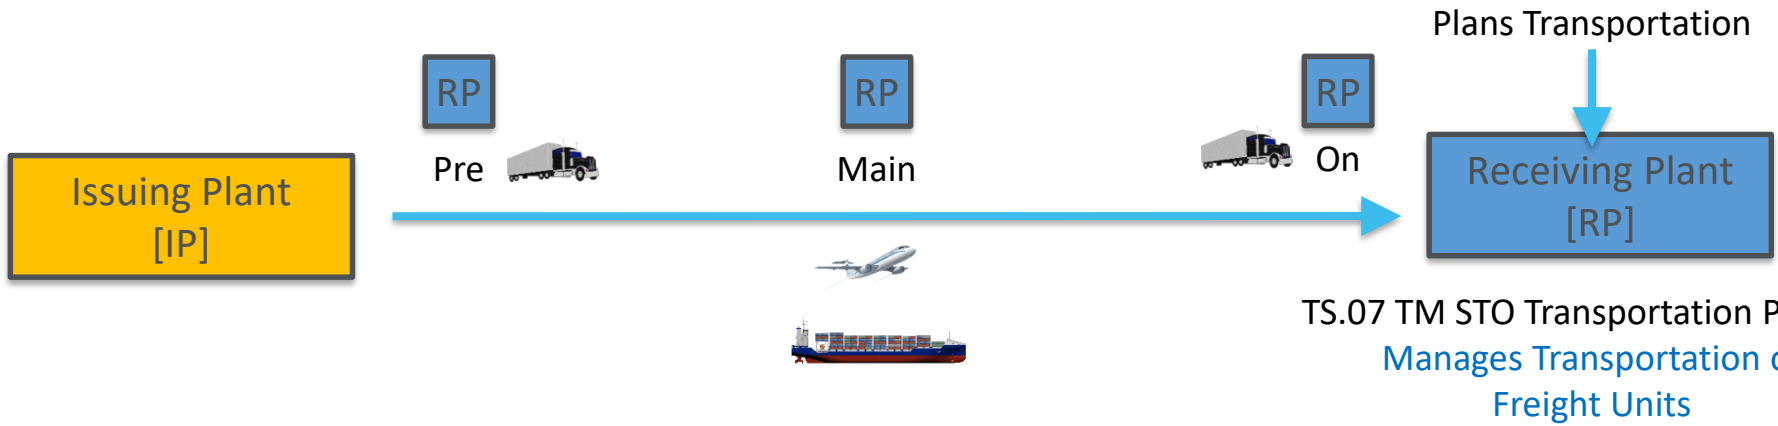 Plans Transportation
RP
RP
RP
Pre
Main
On
Issuing Plant
[IP]
Receiving Plant
[RP]
TS.07 TM STO Transportation
Manages Transportation
Freight Units